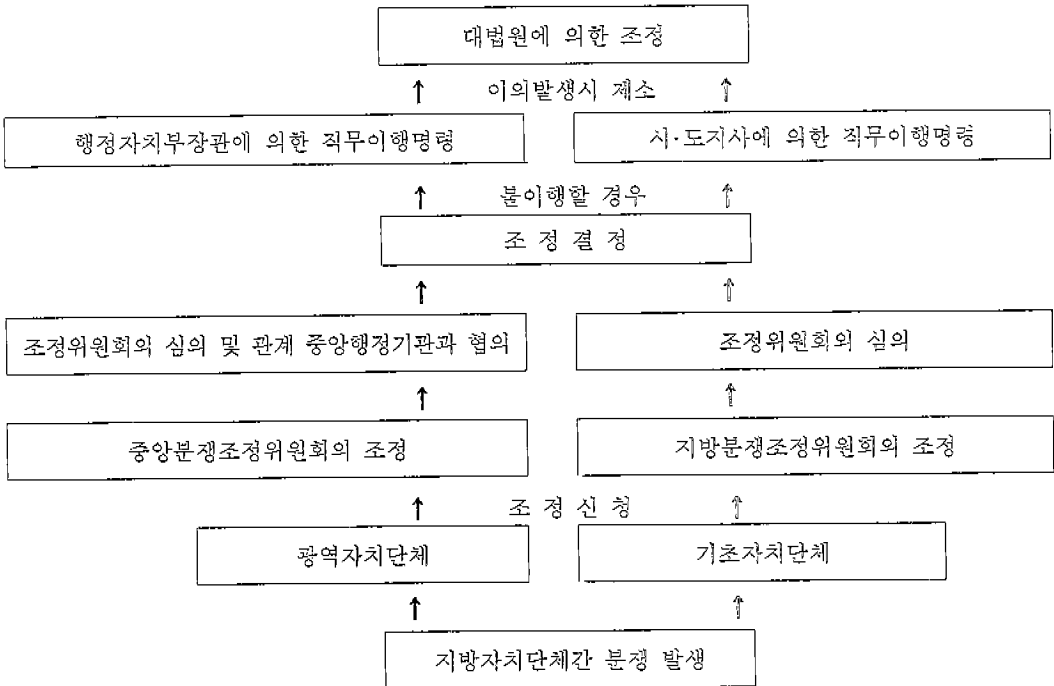 대법원에 의한 조정
↑ 이의발생시 제소 ⇑
행정자치부장관에 의한 직무이행명령
시·도지사에 의한 직무이행명령
↑ 불이행할 경우 ⇑
조 정 결 정
↑ ⇑
조정위원회의 심의 및 관계 중앙행정기관과 협의
조정위원회의 심의
↑ ⇑
중앙분쟁조정위원회의 조정
지방분쟁조정위원회의 조정
↑ 조 정 신 청 ⇑
광역자치단체
기초자치단체
↑ ⇑
지방자치단체간 분쟁 발생